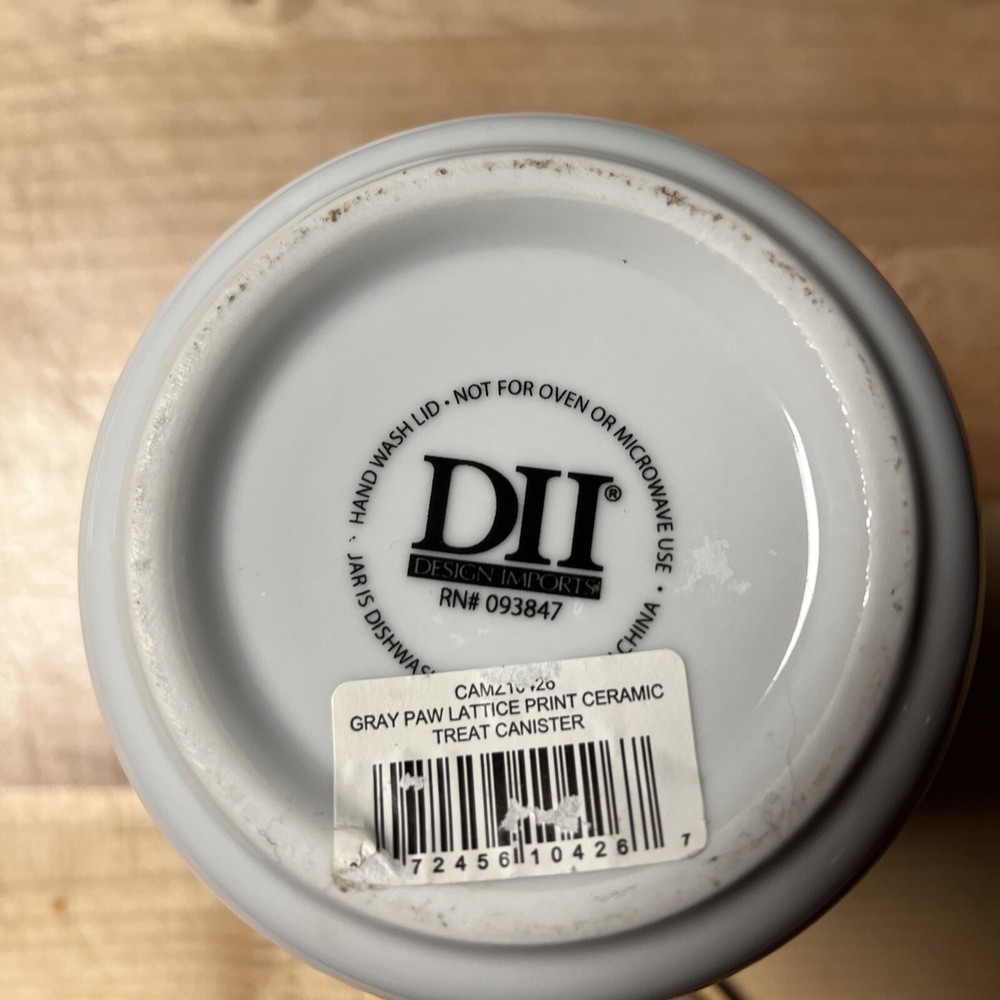 HAND WASH LID • NOT FOR OVEN OR MICROWAVE USE •
CHINA
JAR IS DISHWAS
DII®
DESIGN IMPORTS®
RN# 093847
GRAY PAW LATTICE PRINT CERAMIC
TREAT CANISTER
72456 10426 7